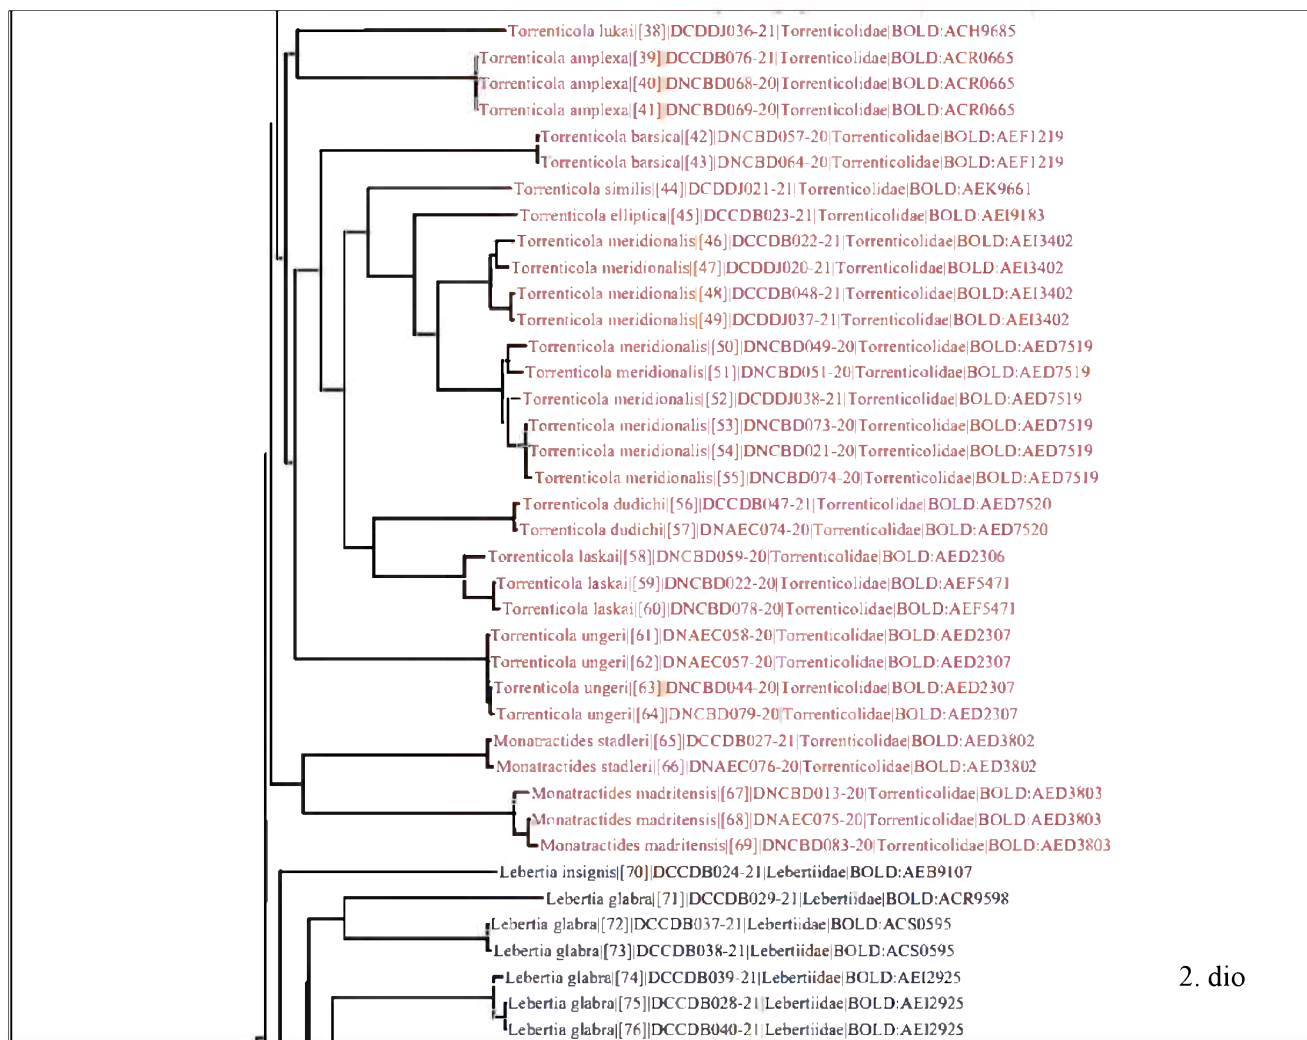 Torrenticola lukai|[38]|DCDDJ036-21|Torrenticolidae|BOLD:ACH9685
Torrenticola amplexa|[39]|DCCDB076-21|Torrenticolidae|BOLD:ACR0665
Torrenticola amplexa|[40]|DNCBD068-20|Torrenticolidae|BOLD:ACR0665
Torrenticola amplexa|[41]|DNCBD069-20|Torrenticolidae|BOLD:ACR0665
Torrenticola barsica|[42]|DNCBD057-20|Torrenticolidae|BOLD:AEF1219
Torrenticola barsica|[43]|DNCBD064-20|Torrenticolidae|BOLD:AEF1219
Torrenticola similis|[44]|DCDDJ021-21|Torrenticolidae|BOLD:AEK9661
Torrenticola elliptica|[45]|DCCDB023-21|Torrenticolidae|BOLD:AEI9183
Torrenticola meridionalis|[46]|DCCDB022-21|Torrenticolidae|BOLD:AEI3402
Torrenticola meridionalis|[47]|DCDDJ020-21|Torrenticolidae|BOLD:AEI3402
Torrenticola meridionalis|[48]|DCCDB048-21|Torrenticolidae|BOLD:AEI3402
Torrenticola meridionalis|[49]|DCDDJ037-21|Torrenticolidae|BOLD:AEI3402
Torrenticola meridionalis|[50]|DNCBD049-20|Torrenticolidae|BOLD:AED7519
Torrenticola meridionalis|[51]|DNCBD051-20|Torrenticolidae|BOLD:AED7519
Torrenticola meridionalis|[52]|DCDDJ038-21|Torrenticolidae|BOLD:AED7519
Torrenticola meridionalis|[53]|DNCBD073-20|Torrenticolidae|BOLD:AED7519
Torrenticola meridionalis|[54]|DNCBD021-20|Torrenticolidae|BOLD:AED7519
Torrenticola meridionalis|[55]|DNCBD074-20|Torrenticolidae|BOLD:AED7519
Torrenticola dudichi|[56]|DCCDB047-21|Torrenticolidae|BOLD:AED7520
Torrenticola dudichi|[57]|DNAEC074-20|Torrenticolidae|BOLD:AED7520
Torrenticola laskai|[58]|DNCBD059-20|Torrenticolidae|BOLD:AED2306
Torrenticola laskai|[59]|DNCBD022-20|Torrenticolidae|BOLD:AEF5471
Torrenticola laskai|[60]|DNCBD078-20|Torrenticolidae|BOLD:AEF5471
Torrenticola ungeri|[61]|DNAEC058-20|Torrenticolidae|BOLD:AED2307
Torrenticola ungeri|[62]|DNAEC057-20|Torrenticolidae|BOLD:AED2307
Torrenticola ungeri|[63]|DNCBD044-20|Torrenticolidae|BOLD:AED2307
Torrenticola ungeri|[64]|DNCBD079-20|Torrenticolidae|BOLD:AED2307
Monatractides stadleri|[65]|DCCDB027-21|Torrenticolidae|BOLD:AED3802
Monatractides stadleri|[66]|DNAEC076-20|Torrenticolidae|BOLD:AED3802
Monatractides madritensis|[67]|DNCBD013-20|Torrenticolidae|BOLD:AED3803
Monatractides madritensis|[68]|DNAEC075-20|Torrenticolidae|BOLD:AED3803
Monatractides madritensis|[69]|DNCBD083-20|Torrenticolidae|BOLD:AED3803
Lebertia insignis|[70]|DCCDB024-21|Lebertiidae|BOLD:AEB9107
Lebertia glabra|[71]|DCCDB029-21|Lebertiidae|BOLD:ACR9598
Lebertia glabra|[72]|DCCDB037-21|Lebertiidae|BOLD:ACS0595
Lebertia glabra|[73]|DCCDB038-21|Lebertiidae|BOLD:ACS0595
Lebertia glabra|[74]|DCCDB039-21|Lebertiidae|BOLD:AEI2925
2. dio
Lebertia glabra|[75]|DCCDB028-21|Lebertiidae|BOLD:AEI2925
Lebertia glabra|[76]|DCCDB040-21|Lebertiidae|BOLD:AEI2925